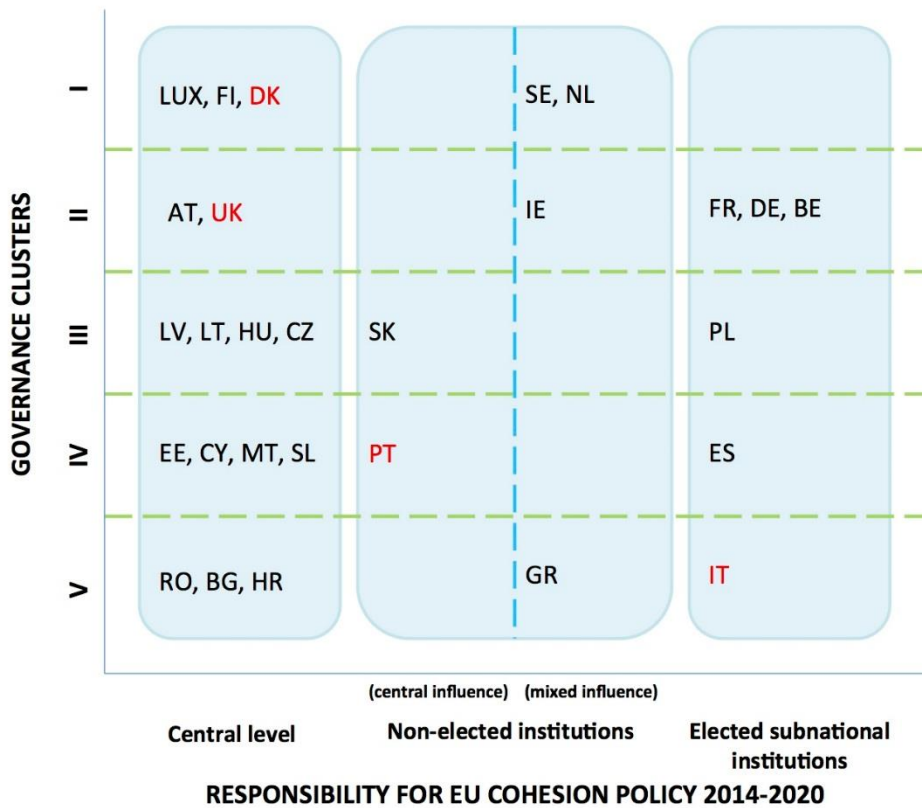 GOVERNANCE CLUSTERS
I
LUX, FI, DK
SE, NL
II
AT, UK
IE
FR, DE, BE
III
LV, LT, HU, CZ
SK
PL
IV
EE, CY, MT, SL
PT
ES
V
RO, BG, HR
GR
IT
(central influence)
(mixed influence)
Central level
Non-elected institutions
Elected subnational
institutions
RESPONSIBILITY FOR EU COHESION POLICY 2014-2020